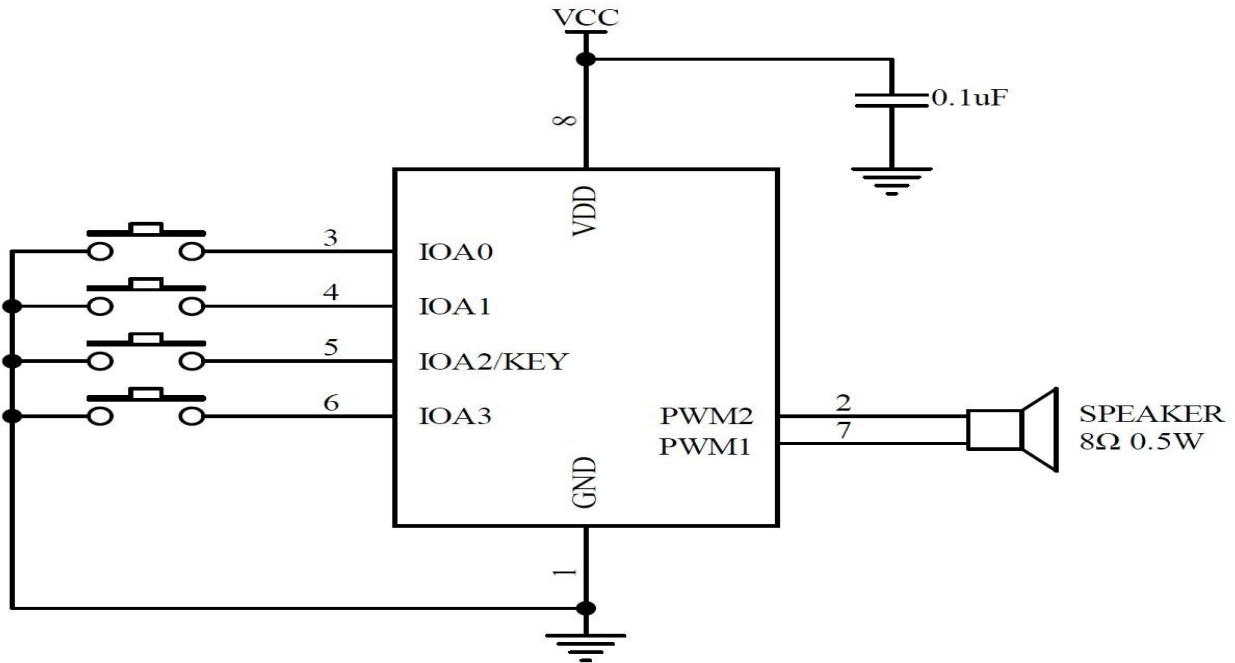 VCC
0.1uF
8
VDD
3
IOA0
4
IOA1
5
IOA2/KEY
6
IOA3
PWM2
2
PWM1
7
SPEAKER
8Ω 0.5W
GND
1